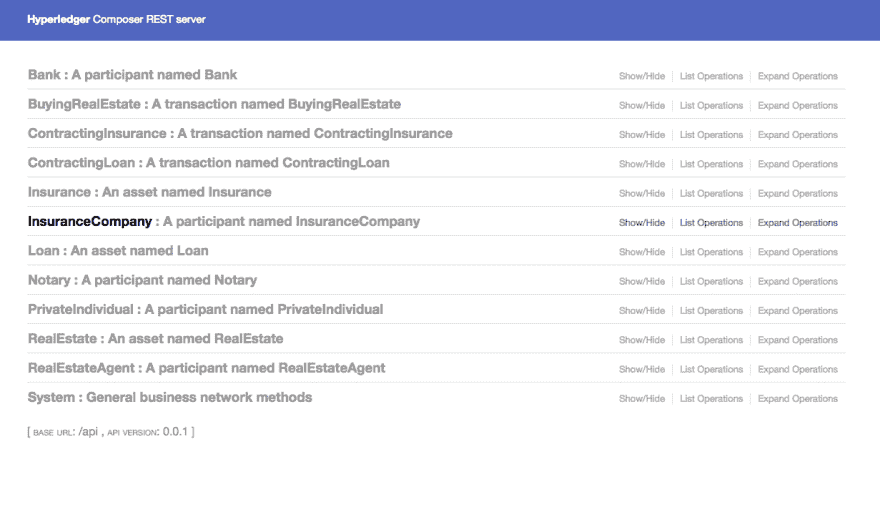 Hyperledger Composer REST server
Bank : A participant named Bank Show/Hide List Operations Expand Operations
BuyingRealEstate : A transaction named BuyingRealEstate Show/Hide List Operations Expand Operations
ContractingInsurance : A transaction named ContractingInsurance Show/Hide List Operations Expand Operations
ContractingLoan : A transaction named ContractingLoan Show/Hide List Operations Expand Operations
Insurance : An asset named Insurance Show/Hide List Operations Expand Operations
InsuranceCompany : A participant named InsuranceCompany Show/Hide List Operations Expand Operations
Loan : An asset named Loan Show/Hide List Operations Expand Operations
Notary : A participant named Notary Show/Hide List Operations Expand Operations
PrivateIndividual : A participant named PrivateIndividual Show/Hide List Operations Expand Operations
RealEstate : An asset named RealEstate Show/Hide List Operations Expand Operations
RealEstateAgent : A participant named RealEstateAgent Show/Hide List Operations Expand Operations
System : General business network methods Show/Hide List Operations Expand Operations
[ BASE URL: /api , API VERSION: 0.0.1 ]